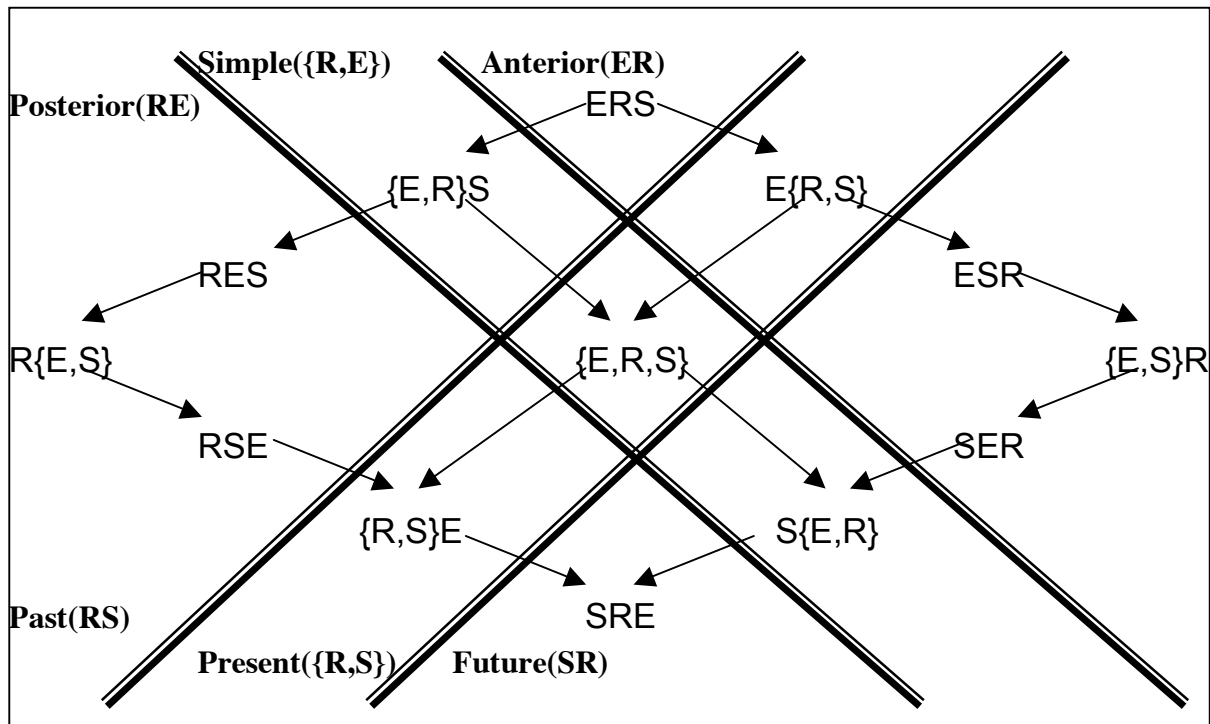 Simple({R,E}) Anterior(ER)
Posterior(RE) ERS
{E,R}S E{R,S}
RES ESR
R{E,S} {E,R,S} {E,S}R
RSE SER
{R,S}E S{E,R}
Past(RS) SRE
Present({R,S}) Future(SR)